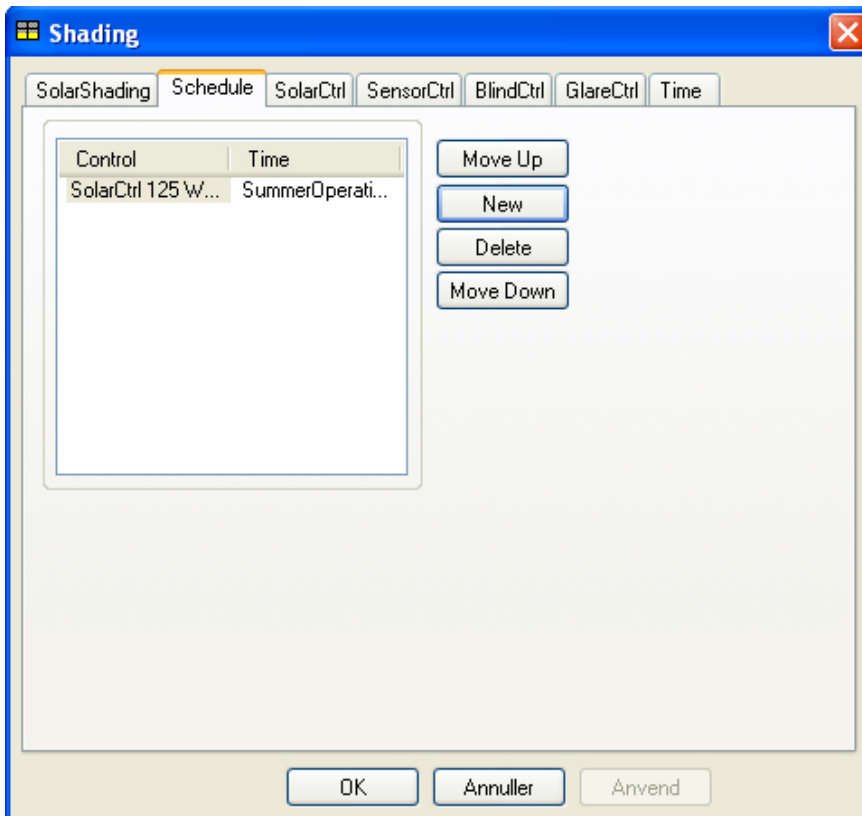 Shading
SolarShading Schedule SolarCtrl SensorCtrl BlindCtrl GlareCtrl Time
Control Time
SolarCtrl 125 W... SummerOperati...
Move Up
New
Delete
Move Down
OK Annuller Anvend